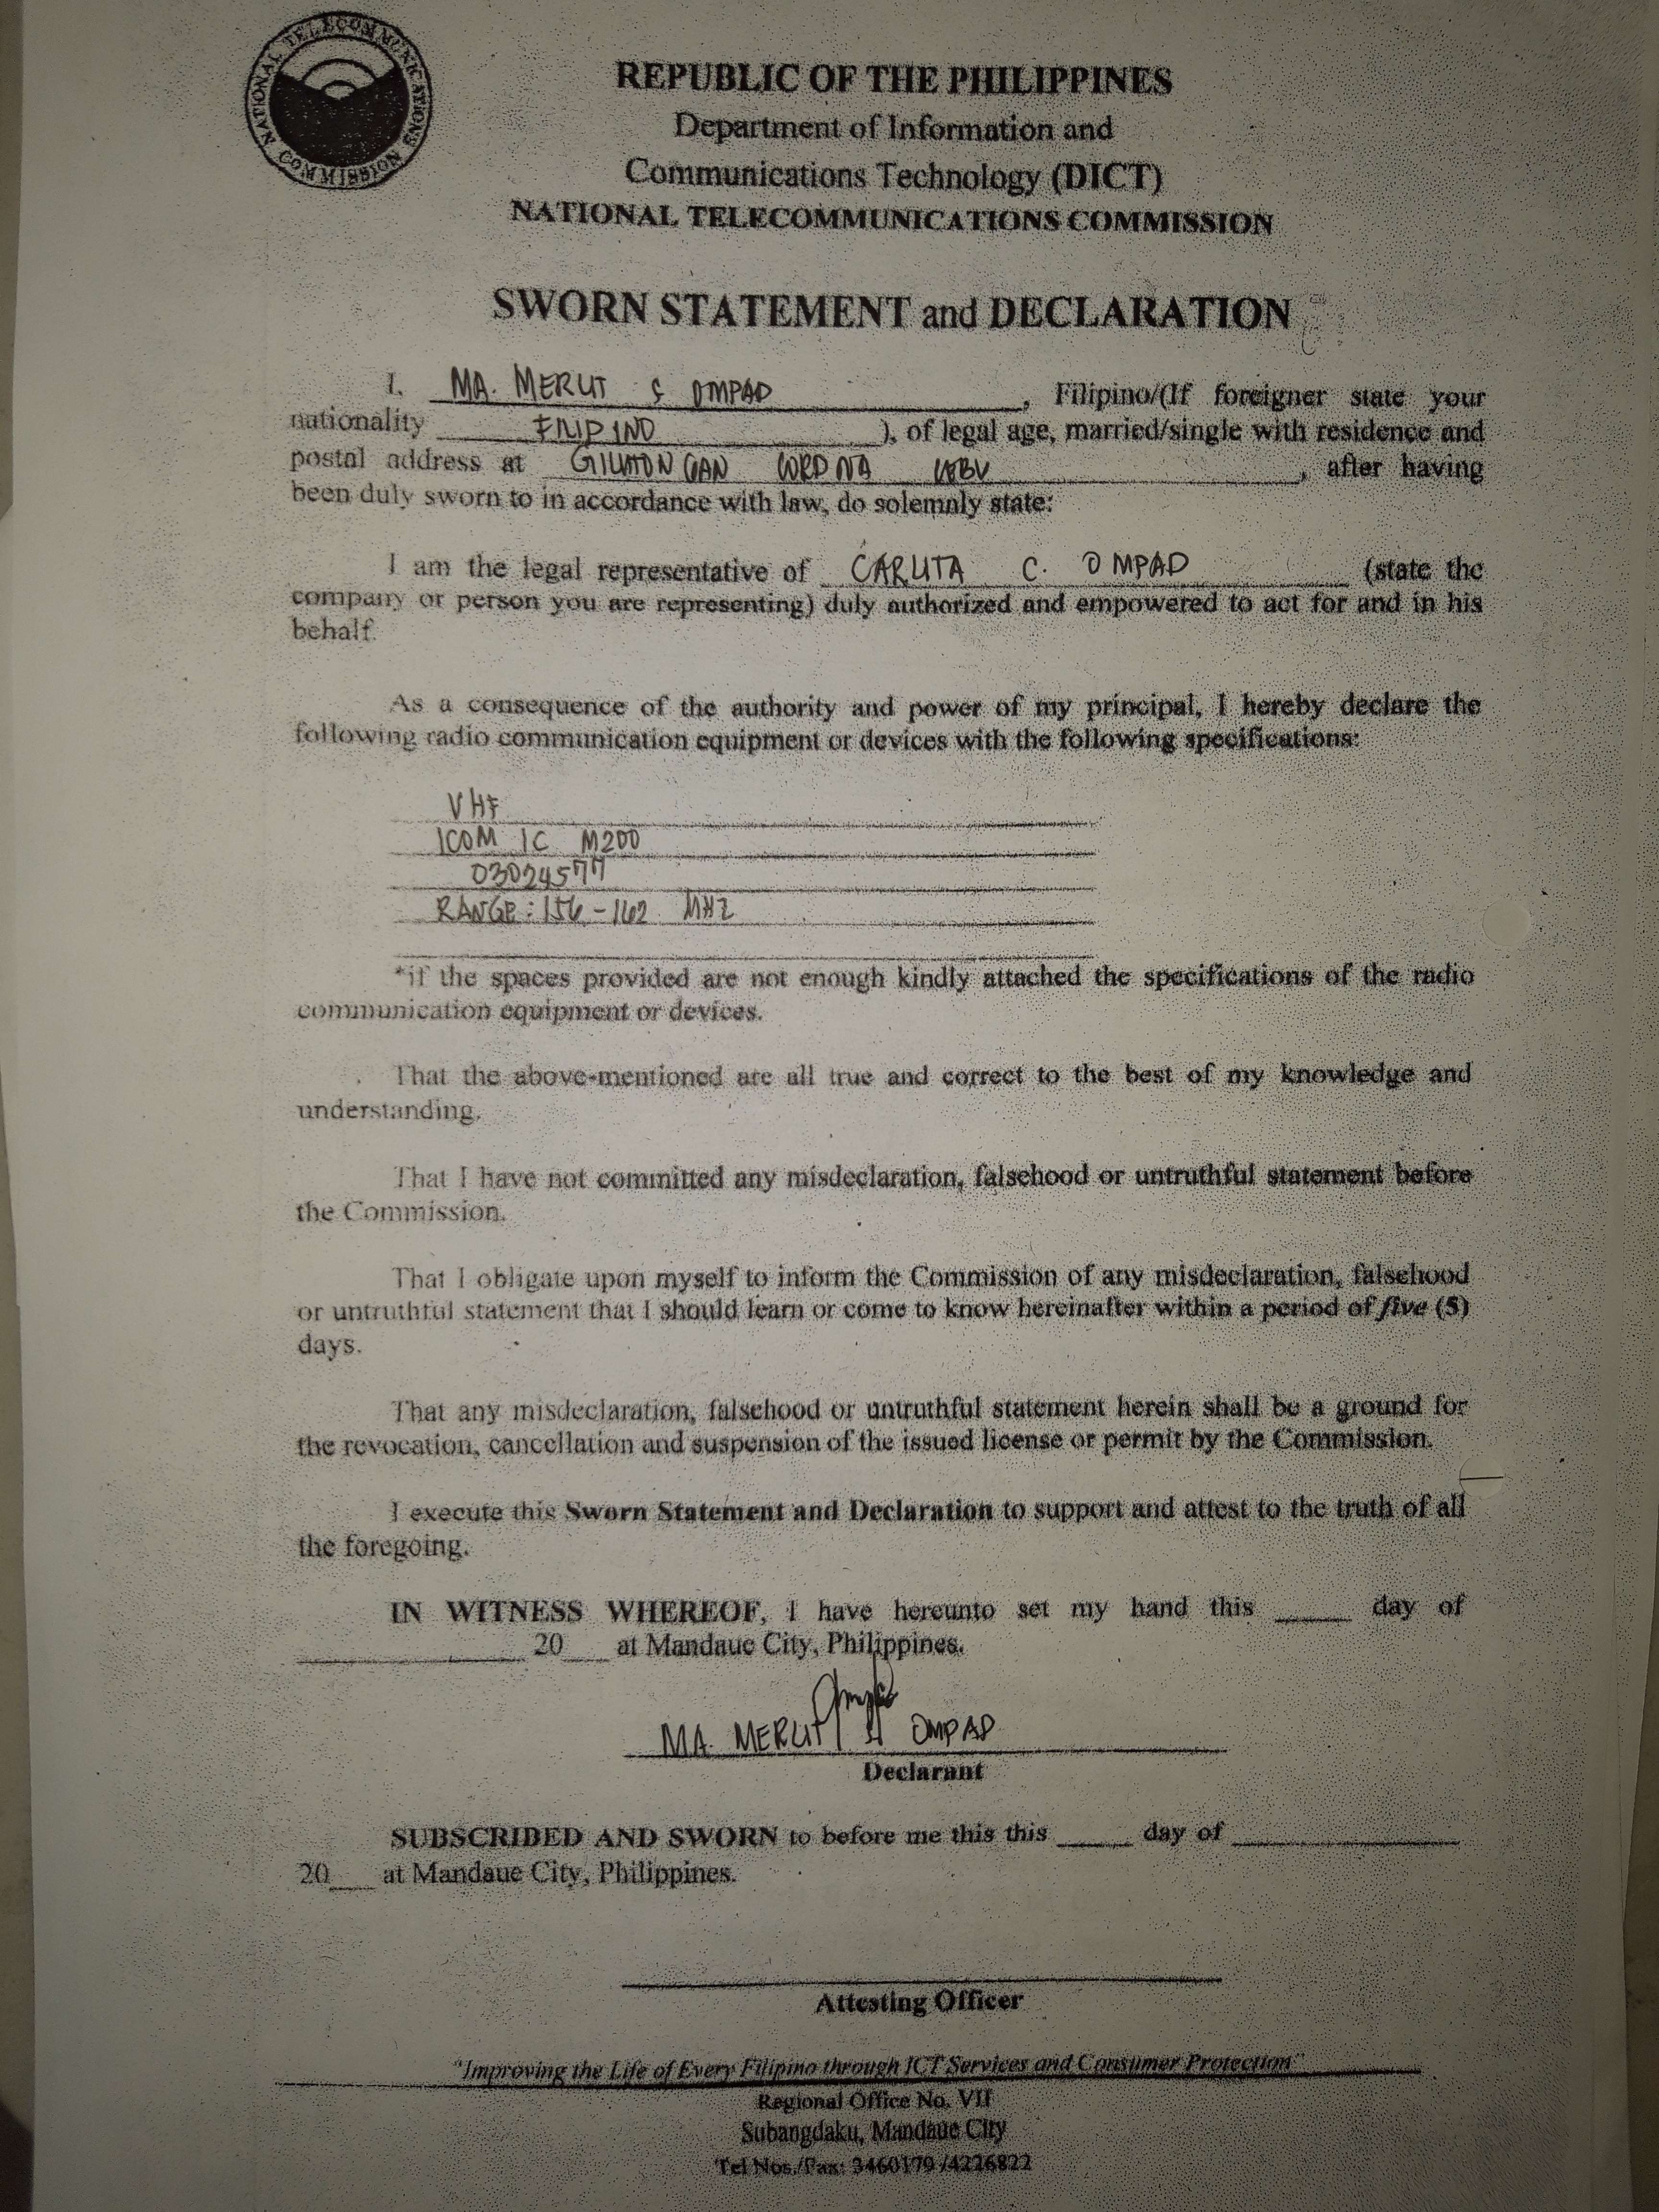 NATIONAL TELECOMMUNICATIONS COMMISSION
REPUBLIC OF THE PHILIPPINES
Department of Information and
Communications Technology (DICT)
NATIONAL TELECOMMUNICATIONS COMMISSION
SWORN STATEMENT and DECLARATION
I. MA. MERLIT S OMPAD, Filipino/(If foreigner state your
nationality FILIPINO ), of legal age, married/single with residence and
postal address at GILUTONGAN CORDOVA CEBU, after having
been duly sworn to in accordance with law, do solemnly state:
I am the legal representative of CARLITA C. OMPAD (state the
company or person you are representing) duly authorized and empowered to act for and in his
behalf.
As a consequence of the authority and power of my principal, I hereby declare the
following radio communication equipment or devices with the following specifications:
VHF
ICOM IC M200
03024577
RANGE: 156-162 MHZ
*if the spaces provided are not enough kindly attached the specifications of the radio
communication equipment or devices.
That the above-mentioned are all true and correct to the best of my knowledge and
understanding.
That I have not committed any misdeclaration, falsehood or untruthful statement before
the Commission.
That I obligate upon myself to inform the Commission of any misdeclaration, falsehood
or untruthful statement that I should learn or come to know hereinafter within a period of five (5)
days.
That any misdeclaration, falsehood or untruthful statement herein shall be a ground for
the revocation, cancellation and suspension of the issued license or permit by the Commission.
I execute this Sworn Statement and Declaration to support and attest to the truth of all
the foregoing.
IN WITNESS WHEREOF, I have hereunto set my hand this ____ day of
____ 20__ at Mandaue City, Philippines.
MA. MERLIT OMPAD
Declarant
SUBSCRIBED AND SWORN to before me this this ____ day of ____
20__ at Mandaue City, Philippines.
Attesting Officer
"Improving the Life of Every Filipino through ICT Services and Consumer Protection"
Regional Office No. VII
Subangdaku, Mandaue City
Tel Nos./Fax: 3460179 /4226822